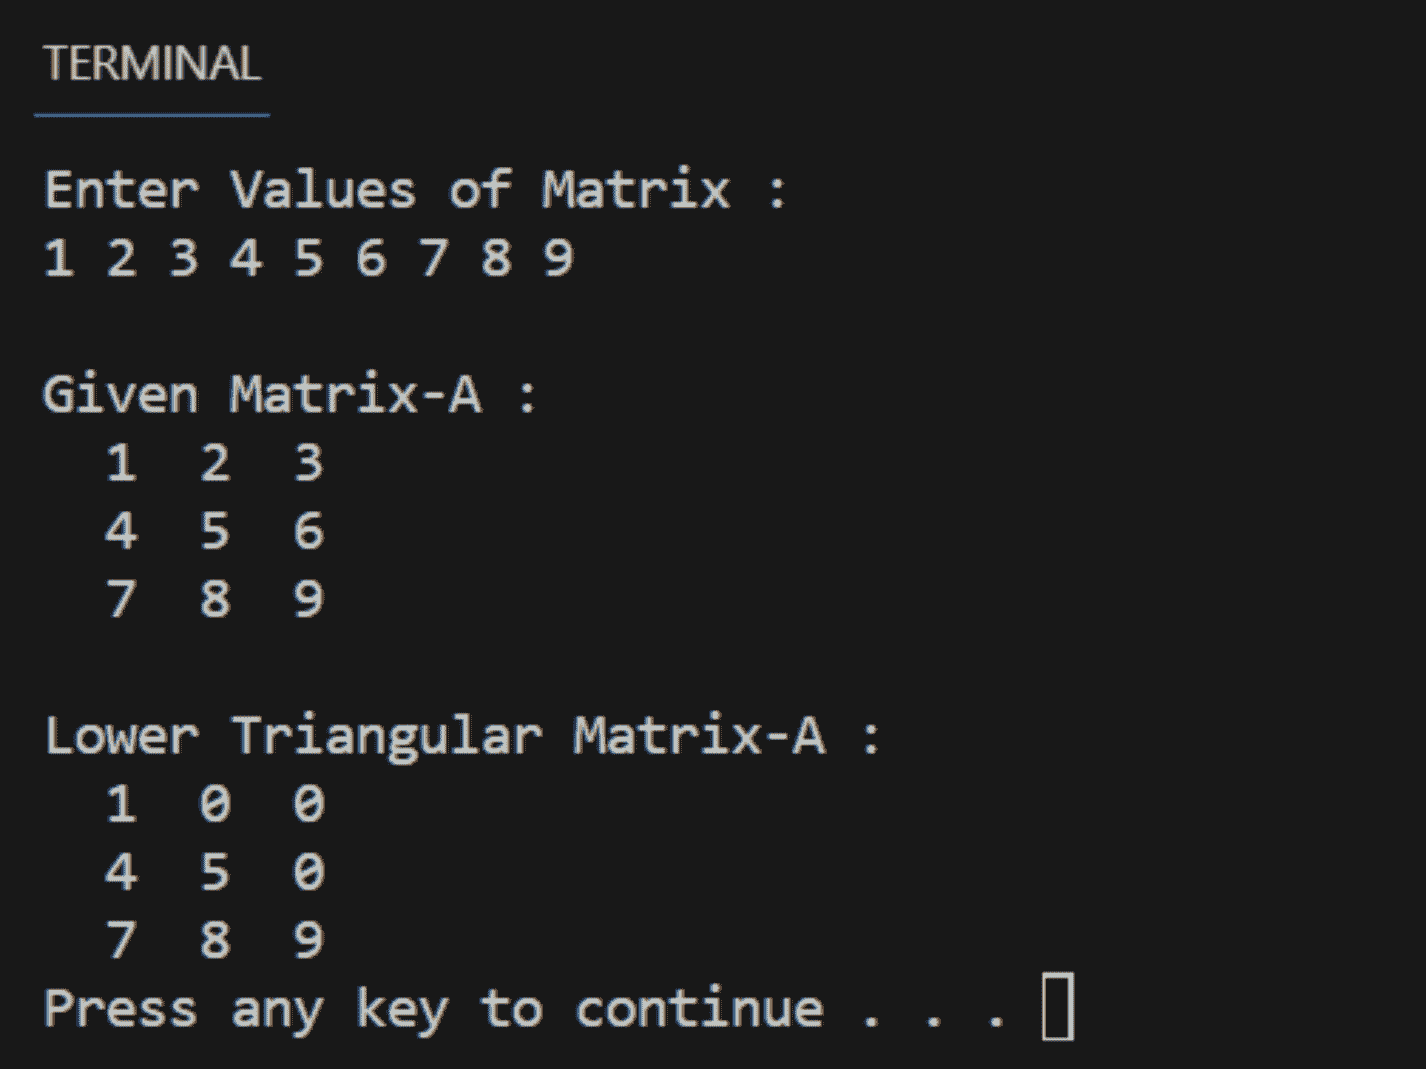 TERMINAL
Enter Values of Matrix :
1 2 3 4 5 6 7 8 9
Given Matrix-A :
1 2 3
4 5 6
7 8 9
Lower Triangular Matrix-A :
1 0 0
4 5 0
7 8 9
Press any key to continue . . .